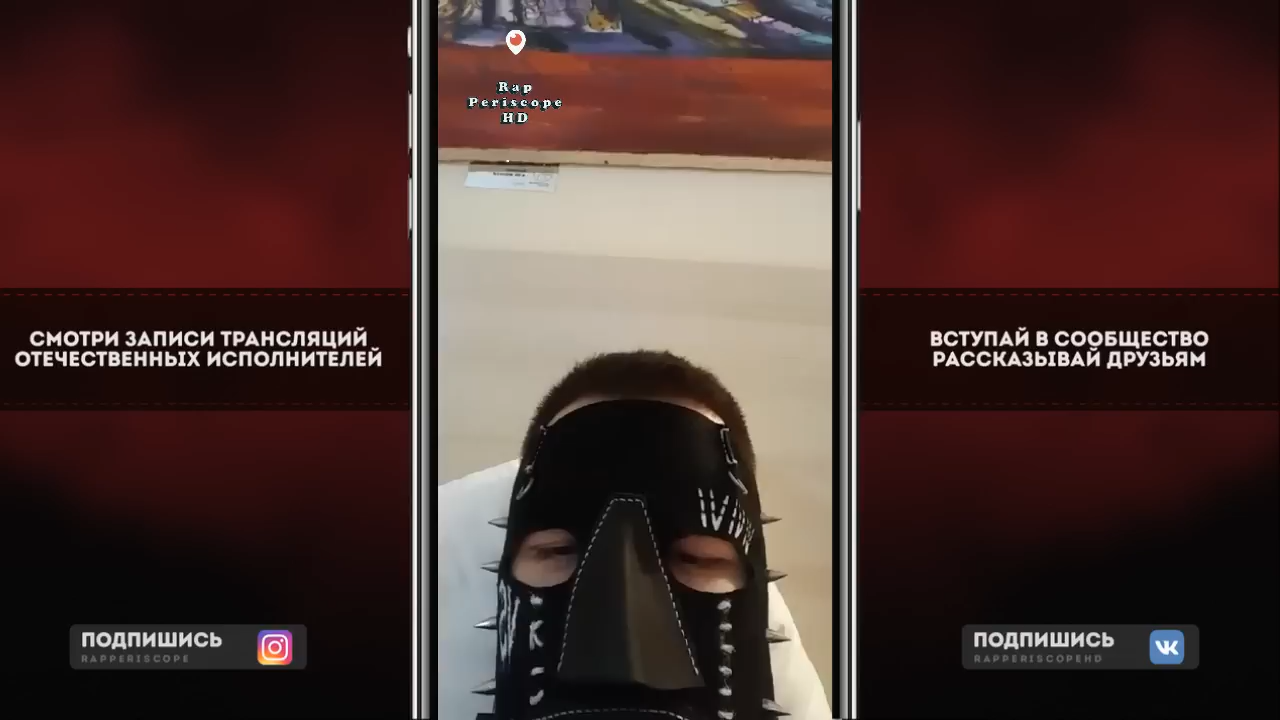 Rap
Periscope
HD
СМОТРИ ЗАПИСИ ТРАНСЛЯЦИЙ
ОТЕЧЕСТВЕННЫХ ИСПОЛНИТЕЛЕЙ
ВСТУПАЙ В СООБЩЕСТВО
РАССКАЗЫВАЙ ДРУЗЬЯМ
ПОДПИШИСЬ
RAPPERISCOPE
ПОДПИШИСЬ
RAPPERISCOPEHD